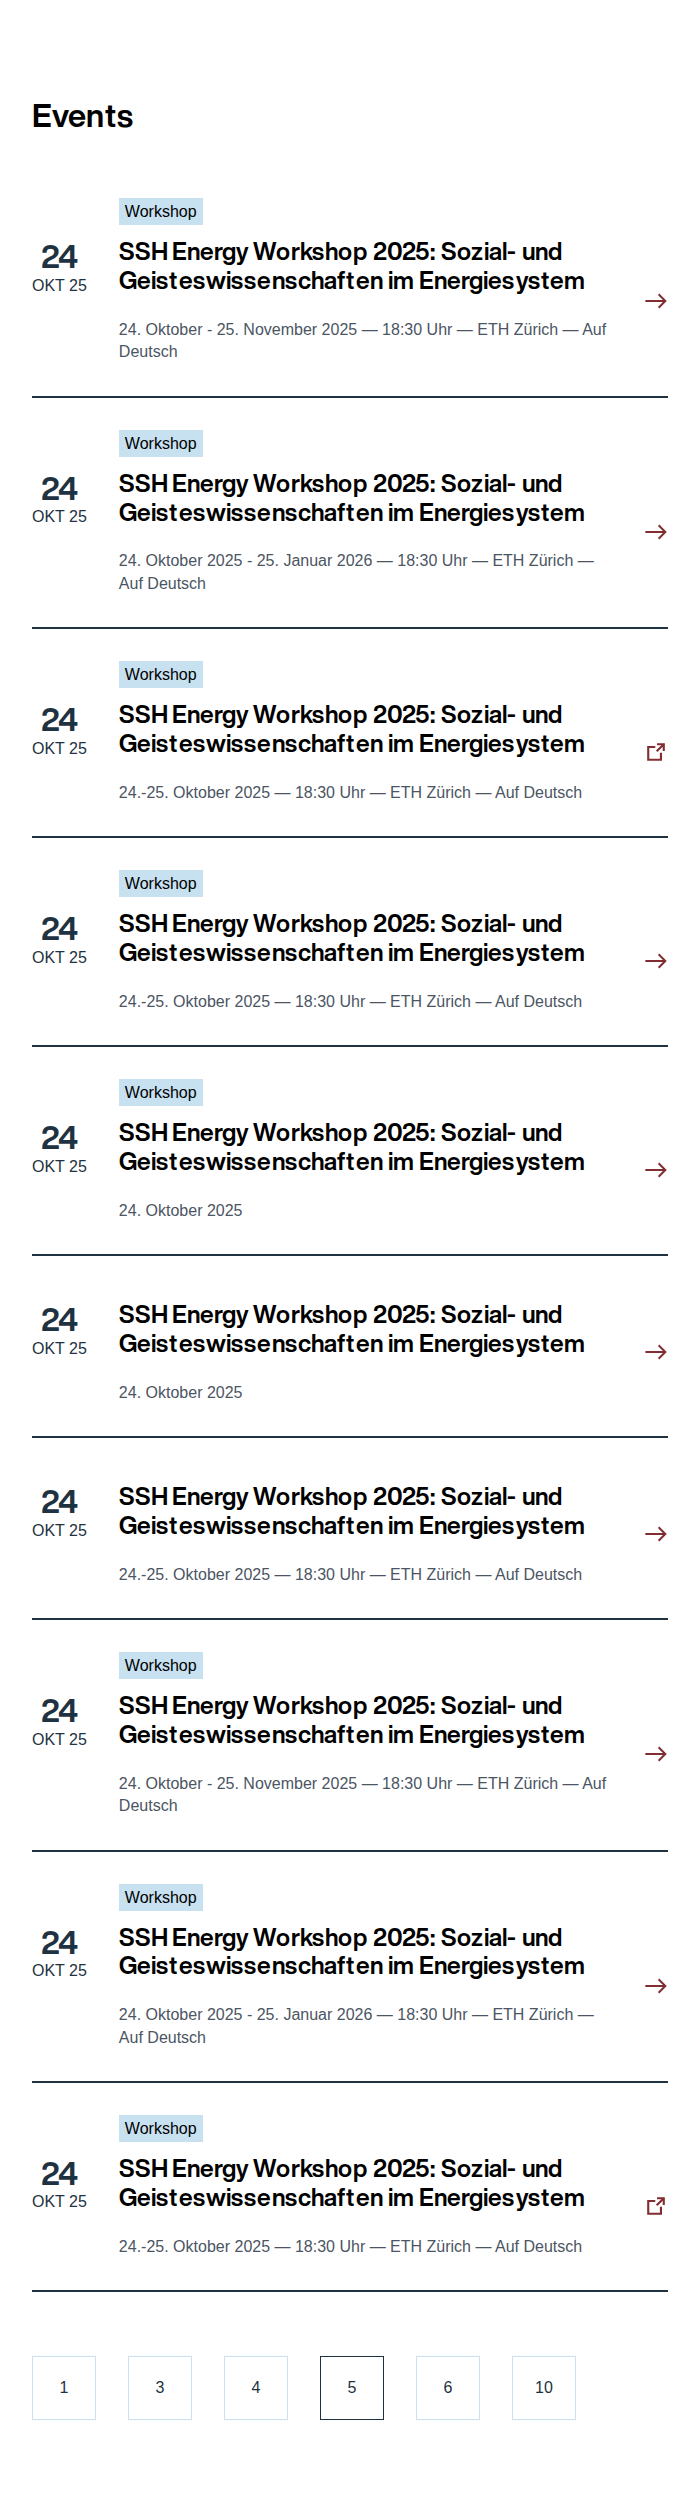 Events
Workshop
24
OKT 25
SSH Energy Workshop 2025: Sozial- und
Geisteswissenschaften im Energiesystem
24. Oktober - 25. November 2025 — 18:30 Uhr — ETH Zürich — Auf
Deutsch
Workshop
24
OKT 25
SSH Energy Workshop 2025: Sozial- und
Geisteswissenschaften im Energiesystem
24. Oktober 2025 - 25. Januar 2026 — 18:30 Uhr — ETH Zürich —
Auf Deutsch
Workshop
24
OKT 25
SSH Energy Workshop 2025: Sozial- und
Geisteswissenschaften im Energiesystem
24.-25. Oktober 2025 — 18:30 Uhr — ETH Zürich — Auf Deutsch
Workshop
24
OKT 25
SSH Energy Workshop 2025: Sozial- und
Geisteswissenschaften im Energiesystem
24.-25. Oktober 2025 — 18:30 Uhr — ETH Zürich — Auf Deutsch
Workshop
24
OKT 25
SSH Energy Workshop 2025: Sozial- und
Geisteswissenschaften im Energiesystem
24. Oktober 2025
24
OKT 25
SSH Energy Workshop 2025: Sozial- und
Geisteswissenschaften im Energiesystem
24. Oktober 2025
24
OKT 25
SSH Energy Workshop 2025: Sozial- und
Geisteswissenschaften im Energiesystem
24.-25. Oktober 2025 — 18:30 Uhr — ETH Zürich — Auf Deutsch
Workshop
24
OKT 25
SSH Energy Workshop 2025: Sozial- und
Geisteswissenschaften im Energiesystem
24. Oktober - 25. November 2025 — 18:30 Uhr — ETH Zürich — Auf
Deutsch
Workshop
24
OKT 25
SSH Energy Workshop 2025: Sozial- und
Geisteswissenschaften im Energiesystem
24. Oktober 2025 - 25. Januar 2026 — 18:30 Uhr — ETH Zürich —
Auf Deutsch
Workshop
24
OKT 25
SSH Energy Workshop 2025: Sozial- und
Geisteswissenschaften im Energiesystem
24.-25. Oktober 2025 — 18:30 Uhr — ETH Zürich — Auf Deutsch
1 3 4 5 6 10